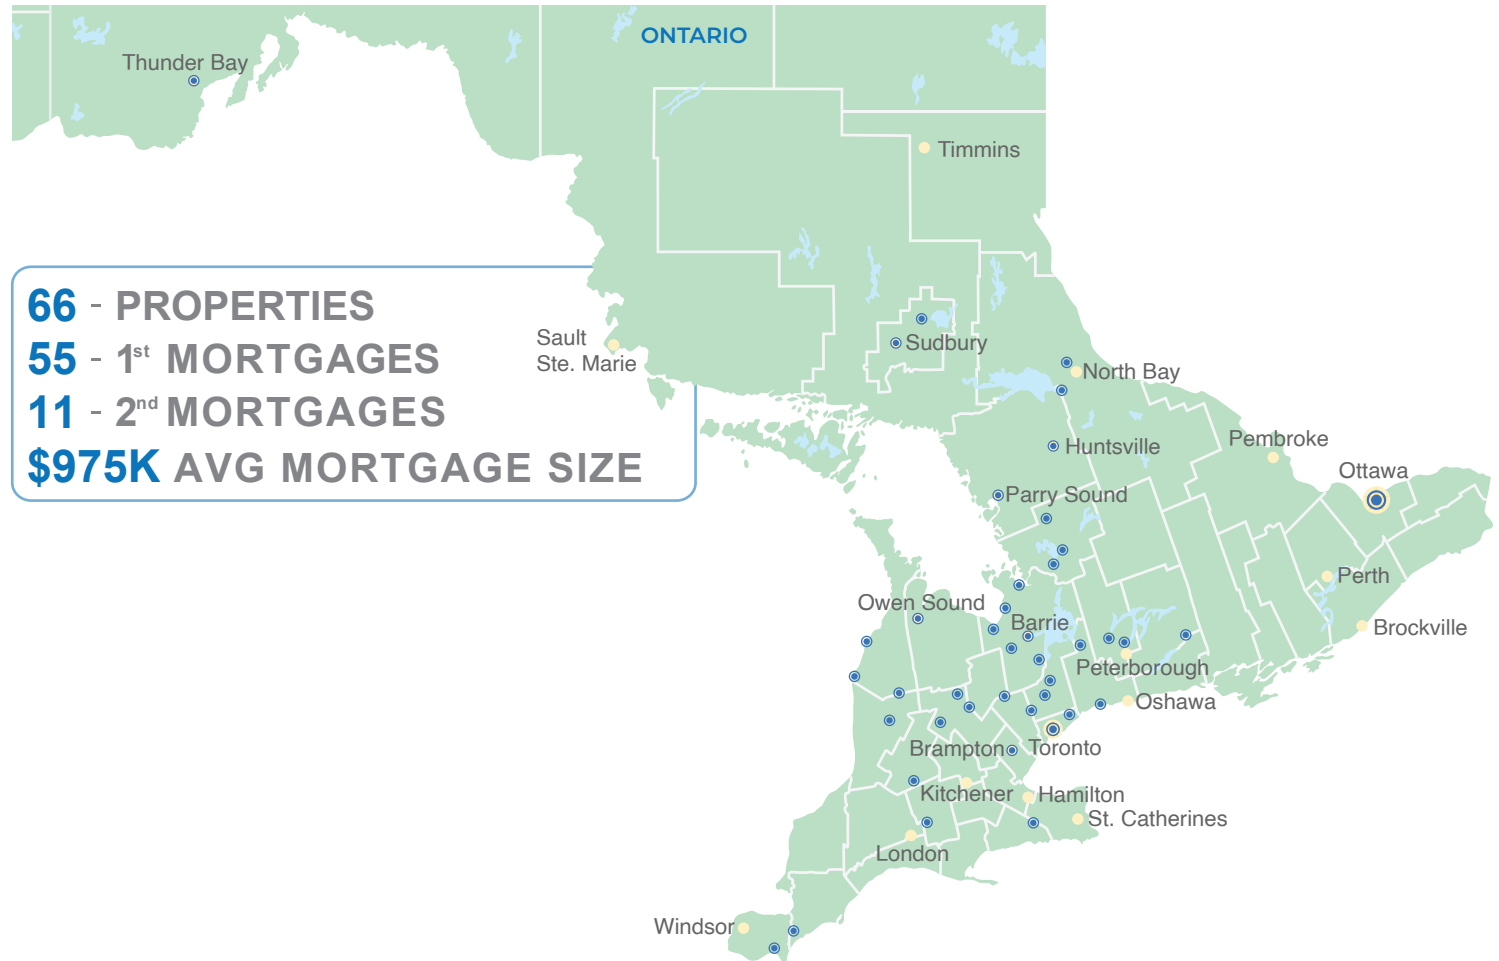 ONTARIO
Thunder Bay
Timmins
66 - PROPERTIES
55 - 1st MORTGAGES
11 - 2nd MORTGAGES
$975K AVG MORTGAGE SIZE
Sault
Ste. Marie
Sudbury
North Bay
Huntsville
Pembroke
Ottawa
Parry Sound
Perth
Owen Sound
Barrie
Brockville
Peterborough
Oshawa
Brampton
Toronto
Kitchener
Hamilton
St. Catherines
London
Windsor